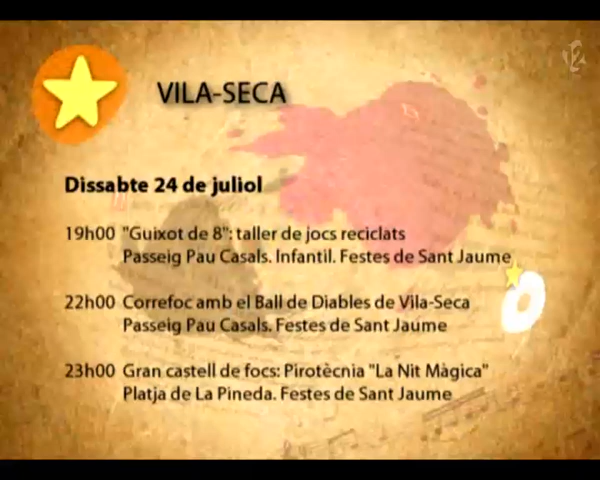 VILA-SECA
Dissabte 24 de juliol
19h00 "Guixot de 8": taller de jocs reciclats
Passeig Pau Casals. Infantil. Festes de Sant Jaume
22h00 Correfoc amb el Ball de Diables de Vila-Seca
Passeig Pau Casals. Festes de Sant Jaume
23h00 Gran castell de focs: Pirotècnia "La Nit Màgica"
Platja de La Pineda. Festes de Sant Jaume